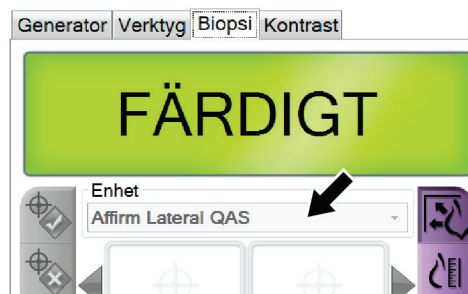 Generator Verktyg Biopsi Kontrast
FÄRDIGT
Enhet
Affirm Lateral QAS